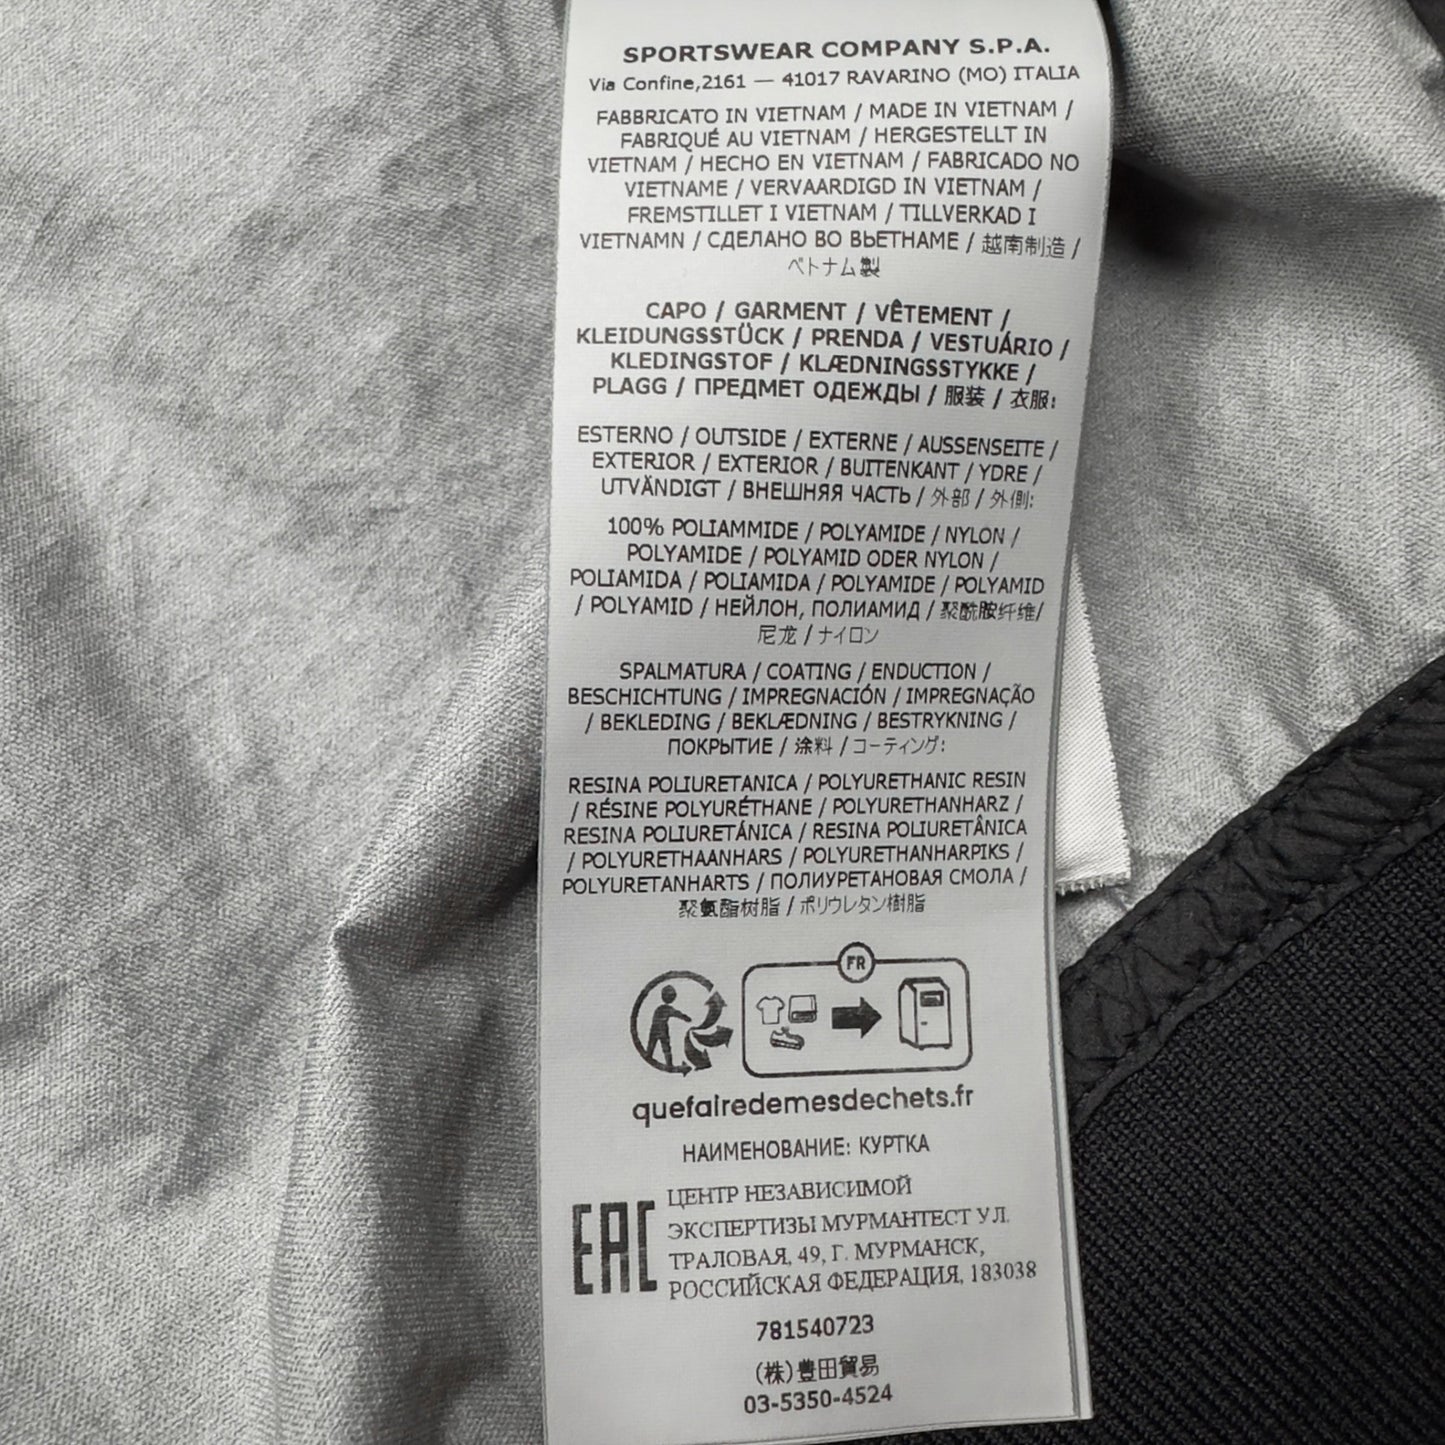 SPORTSWEAR COMPANY S.P.A.
Via Confine,2161 — 41017 RAVARINO (MO) ITALIA
FABBRICATO IN VIETNAM / MADE IN VIETNAM /
FABRIQUÉ AU VIETNAM / HERGESTELLT IN
VIETNAM / HECHO EN VIETNAM / FABRICADO NO
VIETNAME / VERVAARDIGD IN VIETNAM /
FREMSTILLET I VIETNAM / TILLVERKAD I
VIETNAMN / СДЕЛАНО ВО ВЬЕТНАМЕ / 越南制造 /
ベトナム製
CAPO / GARMENT / VÊTEMENT /
KLEIDUNGSSTÜCK / PRENDA / VESTUÁRIO /
KLEDINGSTOF / KLÆDNINGSSTYKKE /
PLAGG / ПРЕДМЕТ ОДЕЖДЫ / 服装 / 衣服:
ESTERNO / OUTSIDE / EXTERNE / AUSSENSEITE /
EXTERIOR / EXTERIOR / BUITENKANT / YDRE /
UTVÄNDIGT / ВНЕШНЯЯ ЧАСТЬ / 外部 / 外側:
100% POLIAMMIDE / POLYAMIDE / NYLON /
POLYAMIDE / POLYAMID ODER NYLON /
POLIAMIDA / POLIAMIDA / POLYAMIDE / POLYAMID
/ POLYAMID / НЕЙЛОН, ПОЛИАМИД / 聚酰胺纤维/
尼龙 / ナイロン
SPALMATURA / COATING / ENDUCTION /
BESCHICHTUNG / IMPREGNACIÓN / IMPREGNAÇÃO
/ BEKLEDING / BEKLÆDNING / BESTRYKNING /
ПОКРЫТИЕ / 涂料 / コーティング:
RESINA POLIURETANICA / POLYURETHANIC RESIN
/ RÉSINE POLYURÉTHANE / POLYURETHANHARZ /
RESINA POLIURETÁNICA / RESINA POLIURETÂNICA
/ POLYURETHAANHARS / POLYURETHANHARPIKS /
POLYURETANHARTS / ПОЛИУРЕТАНОВАЯ СМОЛА /
聚氨酯树脂 / ポリウレタン樹脂
FR
quefairedemesdechets.fr
НАИМЕНОВАНИЕ: КУРТКА
EAC
ЦЕНТР НЕЗАВИСИМОЙ
ЭКСПЕРТИЗЫ МУРМАНТЕСТ УЛ.
ТРАЛОВАЯ, 49, Г. МУРМАНСК,
РОССИЙСКАЯ ФЕДЕРАЦИЯ, 183038
781540723
(株)豊田貿易
03-5350-4524